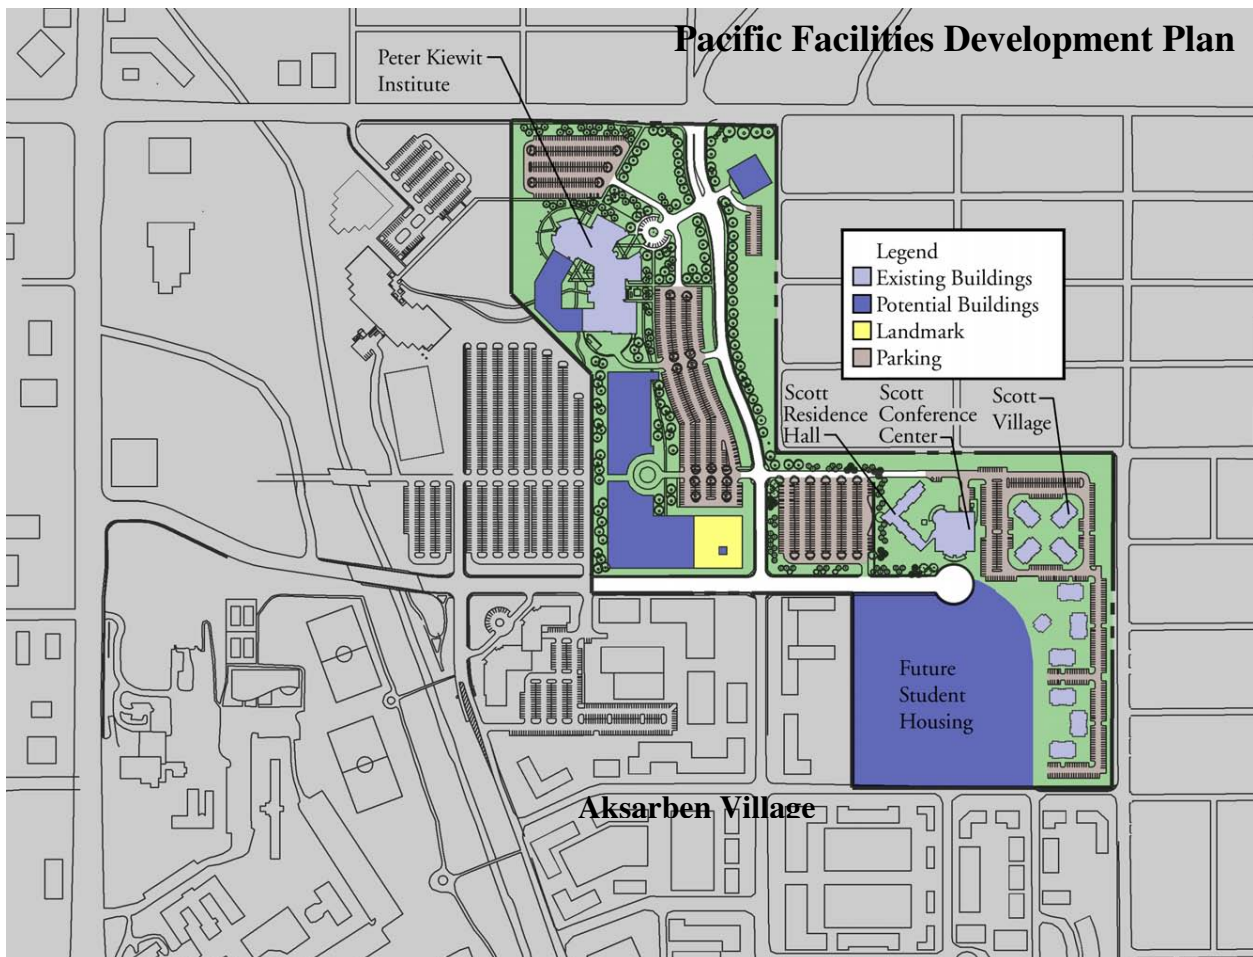 Pacific Facilities Development Plan
Peter Kiewit
Institute
Legend
Existing Buildings
Potential Buildings
Landmark
Parking
Scott
Residence
Hall
Scott
Conference
Center
Scott
Village
Future
Student
Housing
Aksarben Village